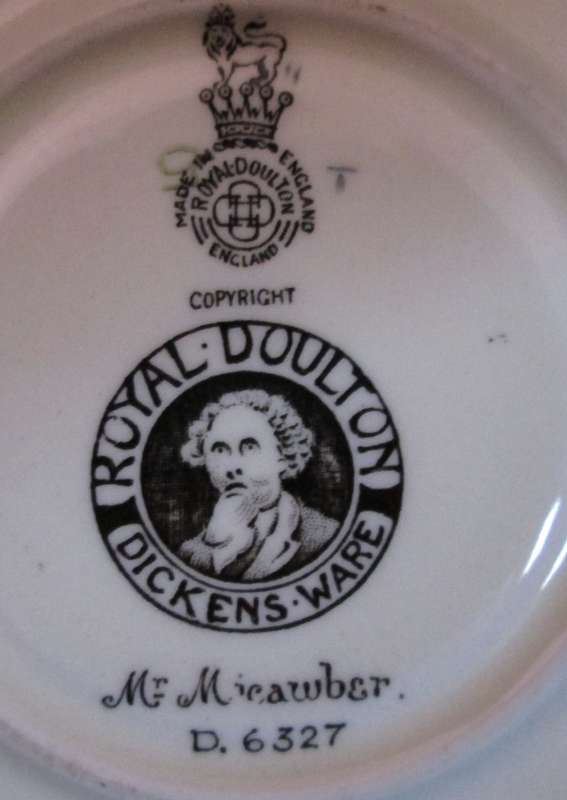 MADE IN ENGLAND
ROYAL·DOULTON
ENGLAND
COPYRIGHT
ROYAL·DOULTON
DICKENS·WARE
Mr Micawber.
D. 6327